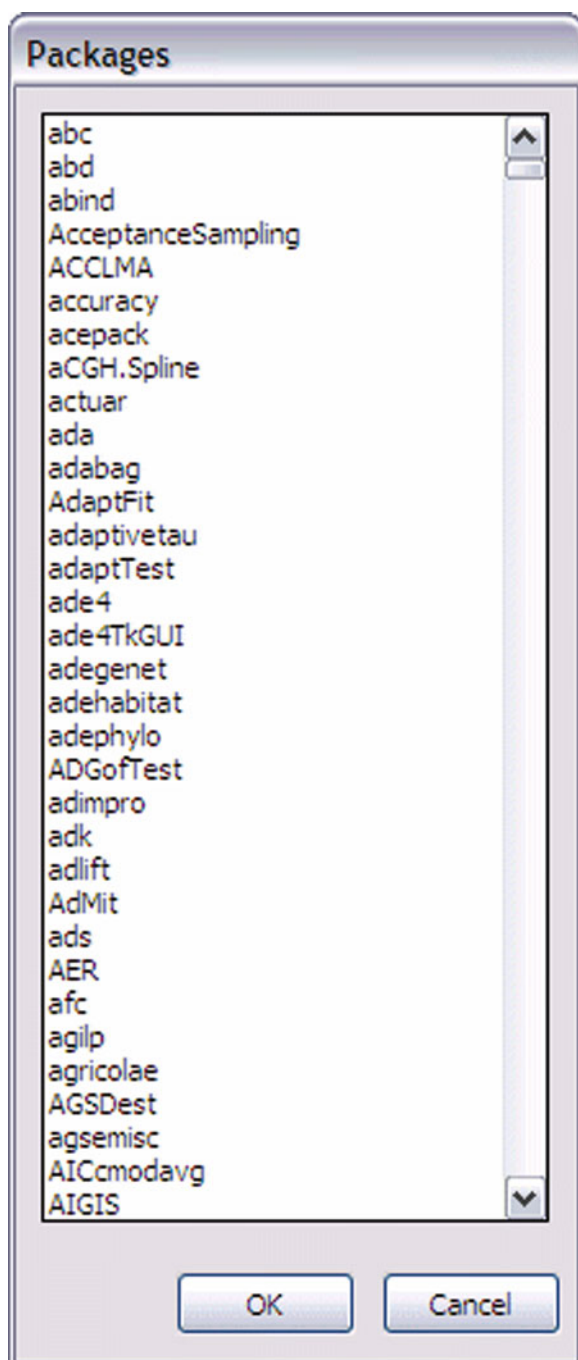 Packages
abc
abd
abind
AcceptanceSampling
ACCLMA
accuracy
acepack
aCGH.Spline
actuar
ada
adabag
AdaptFit
adaptivetau
adaptTest
ade4
ade4TkGUI
adegenet
adehabitat
adephylo
ADGofTest
adimpro
adk
adlift
AdMit
ads
AER
afc
agilp
agricolae
AGSDest
agsemisc
AICcmodavg
AIGIS
OK Cancel